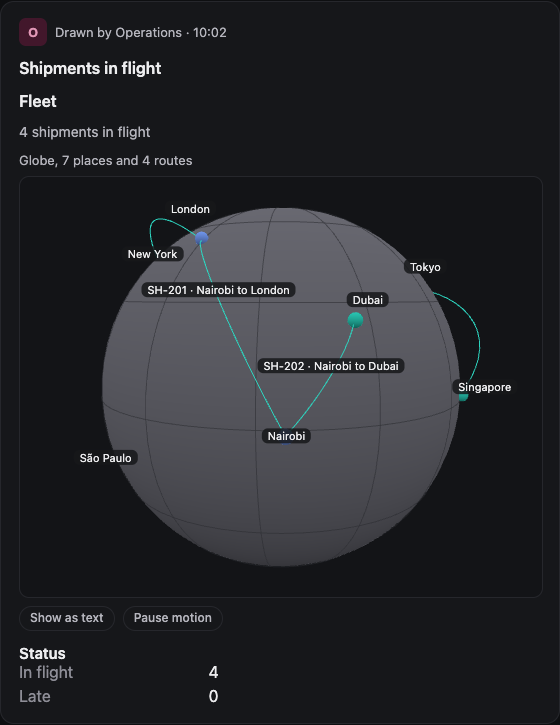 O
Drawn by Operations · 10:02
Shipments in flight
Fleet
4 shipments in flight
Globe, 7 places and 4 routes
London
New York
Tokyo
SH-201 · Nairobi to London
Dubai
SH-202 · Nairobi to Dubai
Singapore
Nairobi
São Paulo
Show as text
Pause motion
Status
In flight 4
Late 0